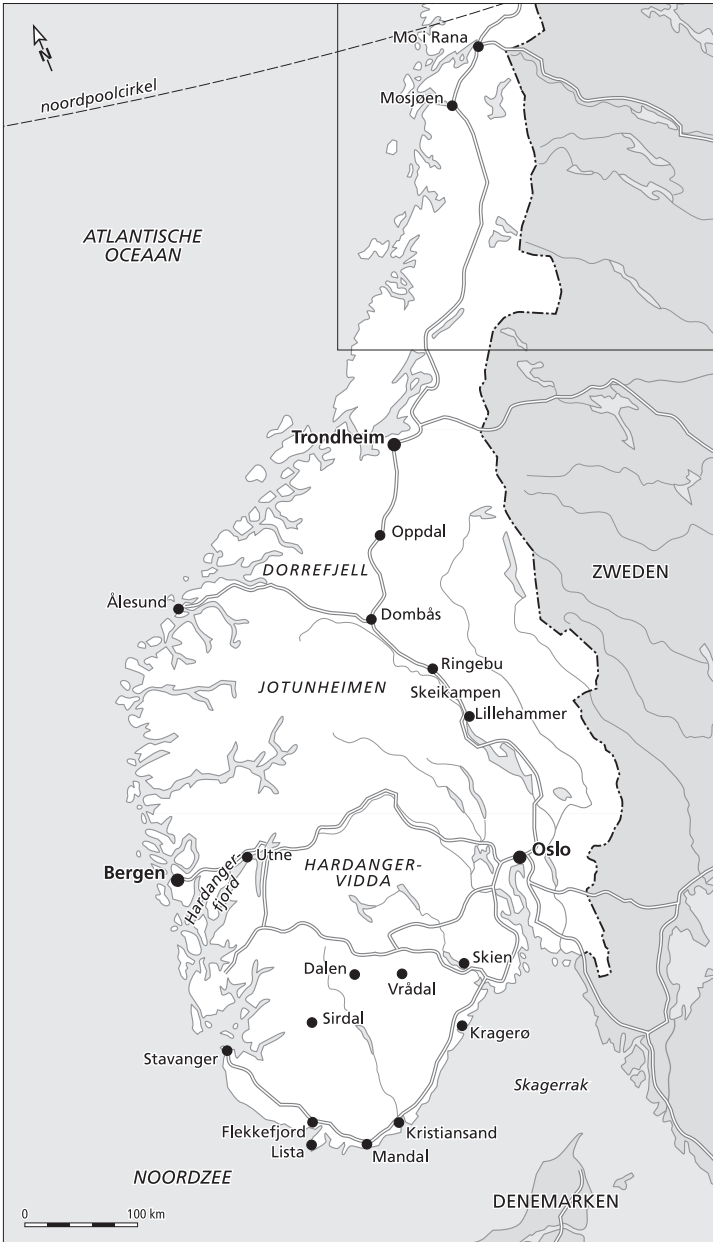 Mo i Rana
N
noordpoolcirkel
Mosjøen
ATLANTISCHE
OCEAAN
Trondheim
Oppdal
DORREFJELL
ZWEDEN
Ålesund
Dombås
Ringebu
JOTUNHEIMEN
Skeikampen
Lillehammer
Utne
Oslo
Bergen
HARDANGER-
VIDDA
Hardanger
fjord
Skien
Dalen
Vrådal
Sirdal
Kragerø
Stavanger
Skagerrak
Flekkefjord
Kristiansand
Lista
Mandal
NOORDZEE
DENEMARKEN
0 100 km